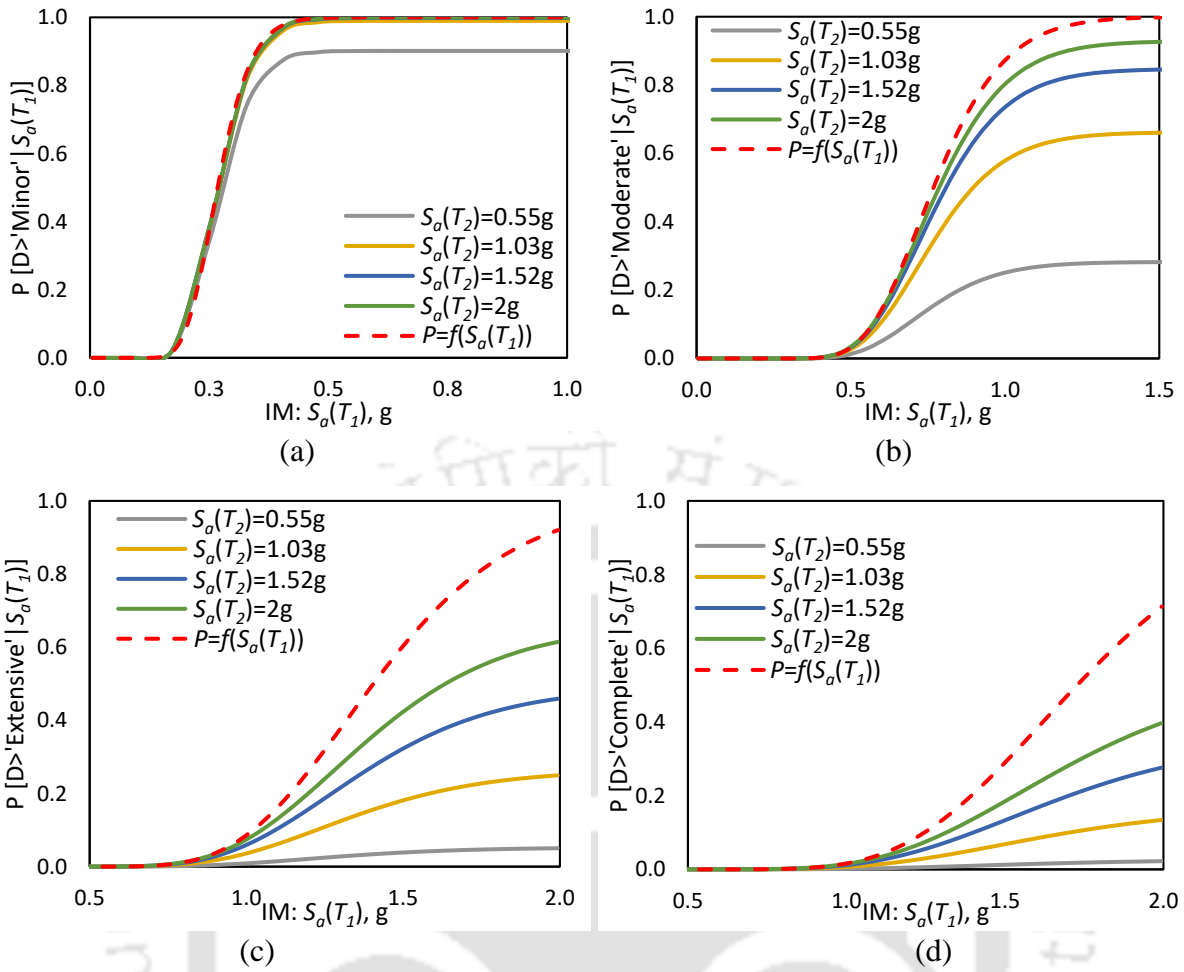 P [D>'Minor' | Sa(T1)]
1.0
0.8
0.6
0.4
0.2
0.0
Sa(T2)=0.55g
Sa(T2)=1.03g
Sa(T2)=1.52g
Sa(T2)=2g
P=f(Sa(T1))
0.0 0.3 0.5 0.8 1.0
IM: Sa(T1), g
(a)
P [D>'Moderate' | Sa(T1)]
1.0
0.8
0.6
0.4
0.2
0.0
Sa(T2)=0.55g
Sa(T2)=1.03g
Sa(T2)=1.52g
Sa(T2)=2g
P=f(Sa(T1))
0.0 0.5 1.0 1.5
IM: Sa(T1), g
(b)
P [D>'Extensive' | Sa(T1)]
1.0
0.8
0.6
0.4
0.2
0.0
Sa(T2)=0.55g
Sa(T2)=1.03g
Sa(T2)=1.52g
Sa(T2)=2g
P=f(Sa(T1))
0.5 1.0 1.5 2.0
IM: Sa(T1), g
(c)
P [D>'Complete' | Sa(T1)]
1.0
0.8
0.6
0.4
0.2
0.0
Sa(T2)=0.55g
Sa(T2)=1.03g
Sa(T2)=1.52g
Sa(T2)=2g
P=f(Sa(T1))
0.5 1.0 1.5 2.0
IM: Sa(T1), g
(d)